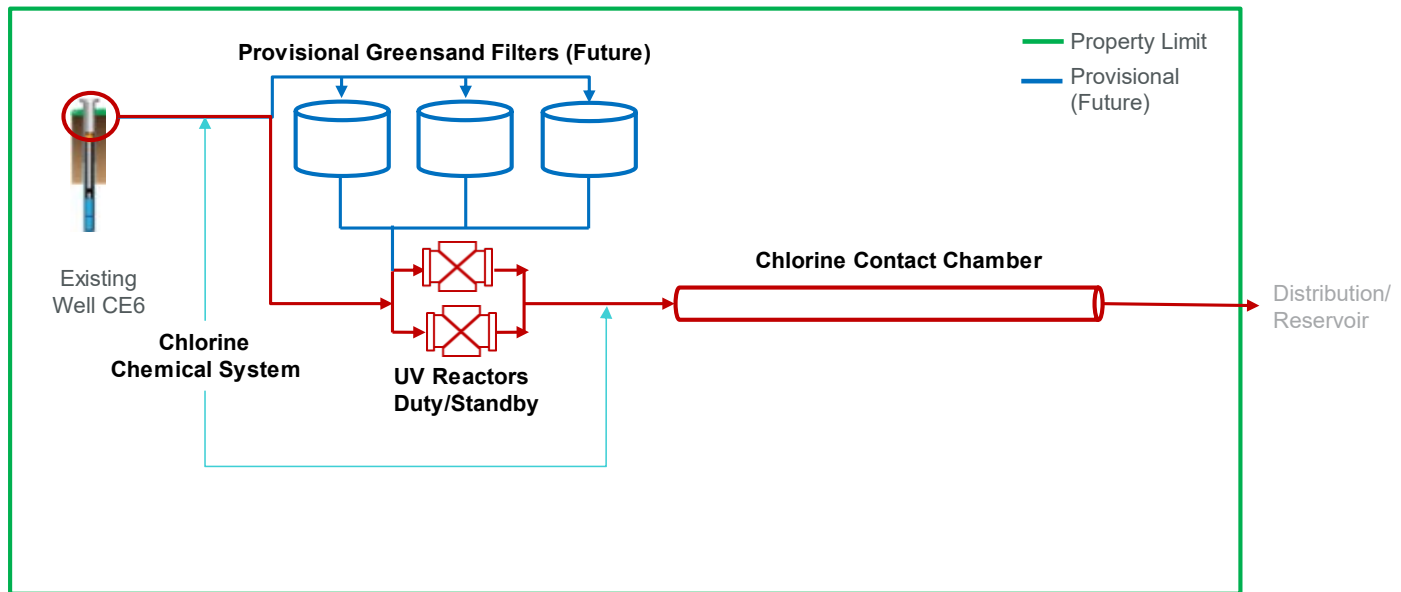 Provisional Greensand Filters (Future)
Property Limit
Provisional
(Future)
Existing
Well CE6
Chlorine
Chemical System
UV Reactors
Duty/Standby
Chlorine Contact Chamber
Distribution/
Reservoir